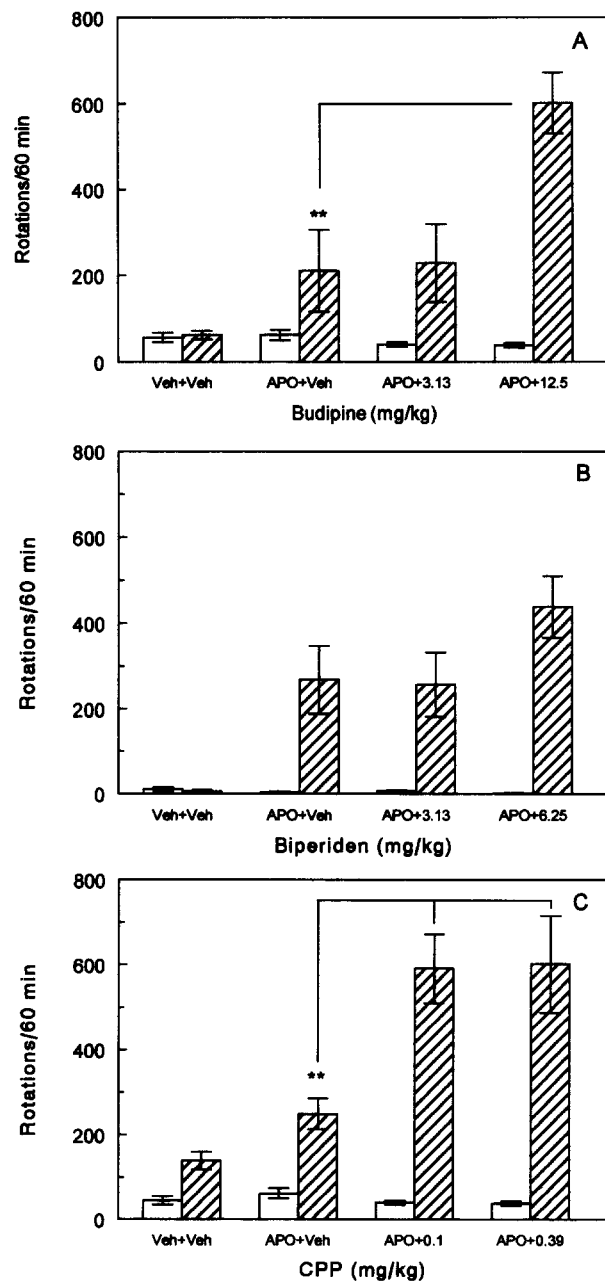 A
800
600
400
200
0
Rotations/60 min
**
Veh+Veh APO+Veh APO+3.13 APO+12.5
Budipine (mg/kg)
B
800
600
400
200
0
Rotations/60 min
Veh+Veh APO+Veh APO+3.13 APO+6.25
Biperiden (mg/kg)
C
800
600
400
200
0
Rotations/60 min
**
Veh+Veh APO+Veh APO+0.1 APO+0.39
CPP (mg/kg)